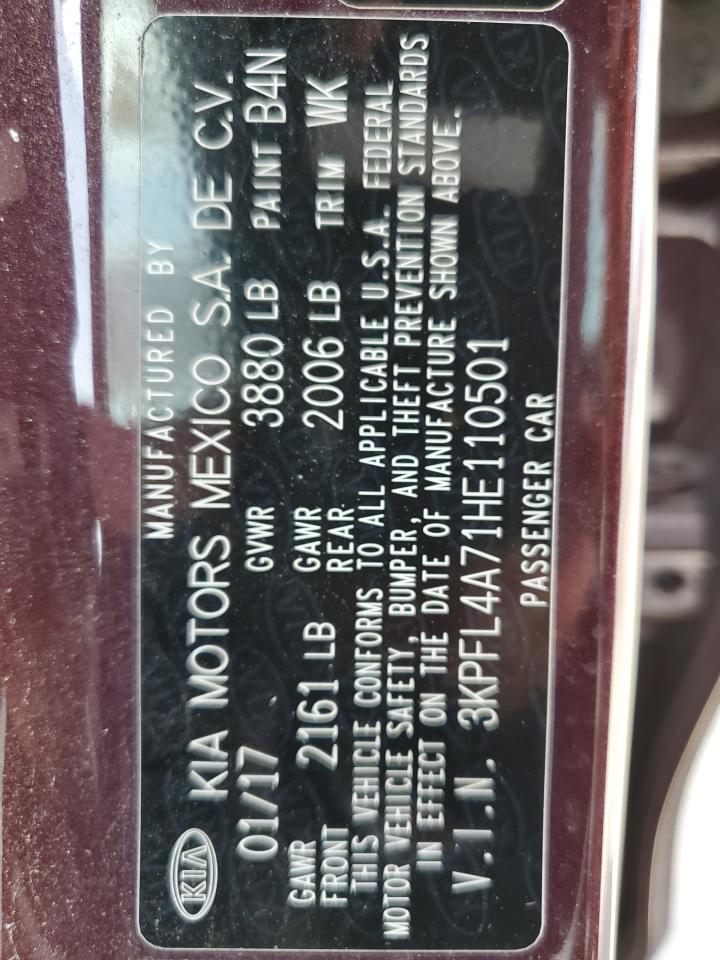 MANUFACTURED BY
KIA KIA MOTORS MEXICO S.A. DE C.V.
01/17 GVWR 3880 LB PAINT B4N
GAWR FRONT 2161 LB GAWR REAR 2006 LB TRIM WK
THIS VEHICLE CONFORMS TO ALL APPLICABLE U.S.A. FEDERAL
MOTOR VEHICLE SAFETY, BUMPER, AND THEFT PREVENTION STANDARDS
IN EFFECT ON THE DATE OF MANUFACTURE SHOWN ABOVE.
V.I.N. 3KPFL4A71HE110501
PASSENGER CAR